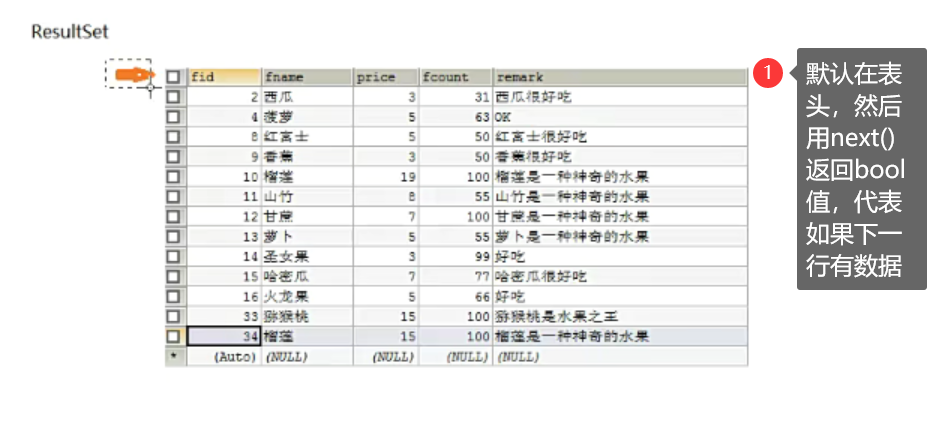 ResultSet
fid fname price fcount remark
2 西瓜 3 31 西瓜很好吃
4 菠萝 5 63 OK
8 红富士 5 50 红富士很好吃
9 香蕉 3 50 香蕉很好吃
10 榴莲 19 100 榴莲是一种神奇的水果
11 山竹 8 55 山竹是一种神奇的水果
12 甘蔗 7 100 甘蔗是一种神奇的水果
13 萝卜 5 55 萝卜是一种神奇的水果
14 圣女果 3 99 好吃
15 哈密瓜 7 77 哈密瓜很好吃
16 火龙果 5 66 好吃
33 猕猴桃 15 100 猕猴桃是水果之王
34 榴莲 15 100 榴莲是一种神奇的水果
* (Auto) (NULL) (NULL) (NULL) (NULL)
1
默认在表
头，然后
用next()
返回bool
值，代表
如果下一
行有数据